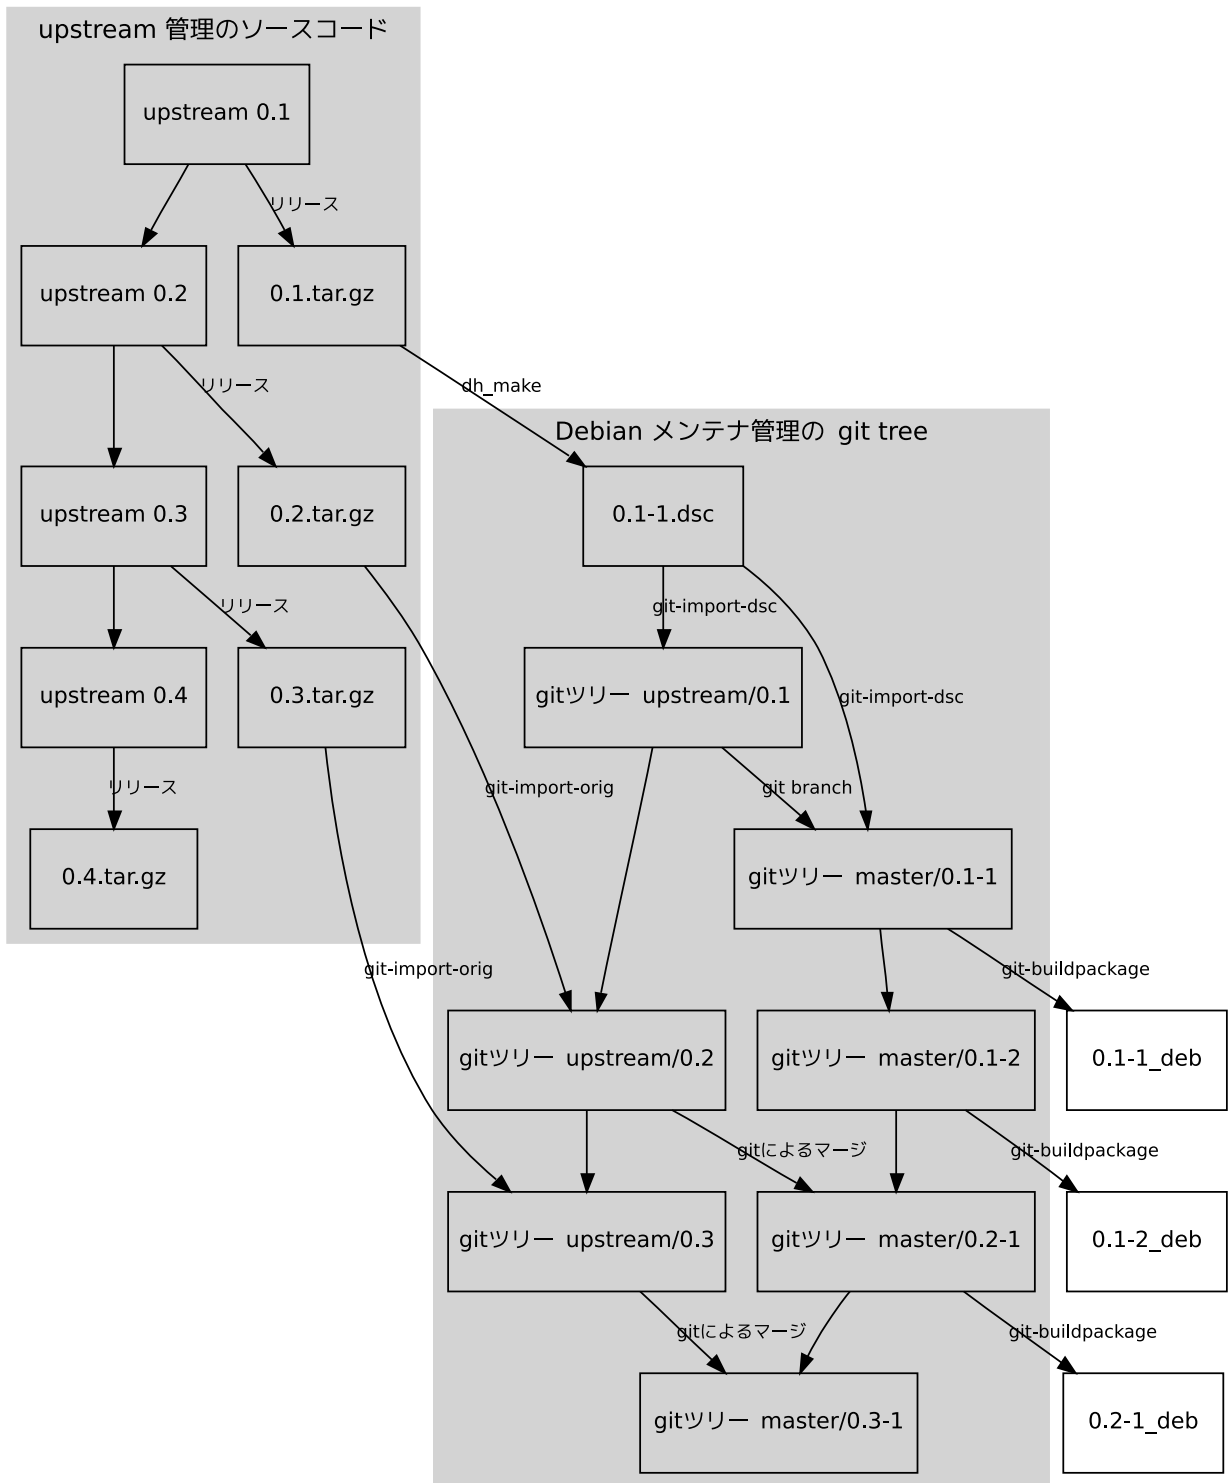 upstream 管理のソースコード
upstream 0.1
リリース
upstream 0.2
0.1.tar.gz
リリース
dh_make
Debian メンテナ管理の git tree
upstream 0.3
0.2.tar.gz
0.1-1.dsc
リリース
git-import-dsc
upstream 0.4
0.3.tar.gz
gitツリー upstream/0.1
git-import-dsc
リリース
git-import-orig
git branch
0.4.tar.gz
gitツリー master/0.1-1
git-import-orig
git-buildpackage
gitツリー upstream/0.2
gitツリー master/0.1-2
0.1-1_deb
gitによるマージ
git-buildpackage
gitツリー upstream/0.3
gitツリー master/0.2-1
0.1-2_deb
gitによるマージ
git-buildpackage
gitツリー master/0.3-1
0.2-1_deb